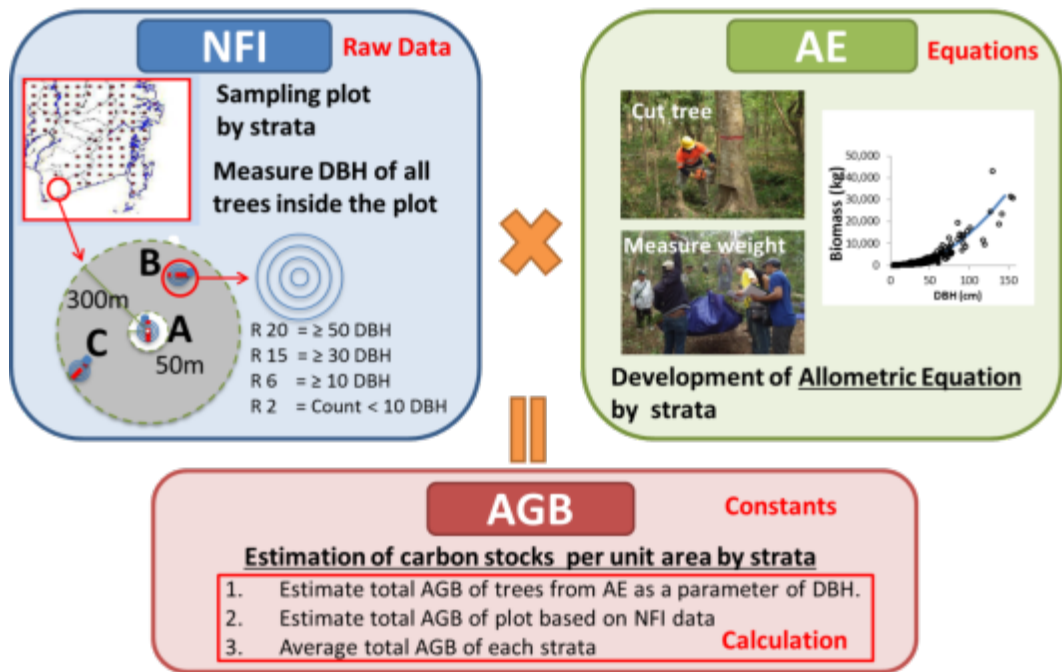 NFI
Raw Data
Sampling plot
by strata
Measure DBH of all
trees inside the plot
B
300m
A
C
50m
R 20 = ≥ 50 DBH
R 15 = ≥ 30 DBH
R 6 = ≥ 10 DBH
R 2 = Count < 10 DBH
AE
Equations
Cut tree
Measure weight
Biomass (kg)
50,000
40,000
30,000
20,000
10,000
0
0 50 100 150
DBH (cm)
Development of Allometric Equation
by strata
AGB
Constants
Estimation of carbon stocks per unit area by strata
1. Estimate total AGB of trees from AE as a parameter of DBH.
2. Estimate total AGB of plot based on NFI data
3. Average total AGB of each strata
Calculation